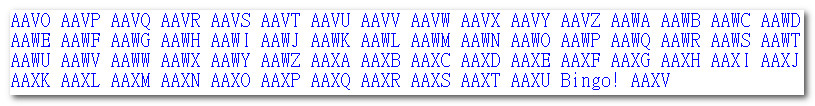 AAVO AAVP AAVQ AAVR AAVS AAVT AAVU AAVV AAVW AAVX AAVY AAVZ AAWA AAWB AAWC AAWD
AAWE AAWF AAWG AAWH AAWI AAWJ AAWK AAWL AAWM AAWN AAWO AAWP AAWQ AAWR AAWS AAWT
AAWU AAWV AAWW AAWX AAWY AAWZ AAXA AAXB AAXC AAXD AAXE AAXF AAXG AAXH AAXI AAXJ
AAXK AAXL AAXM AAXN AAXO AAXP AAXQ AAXR AAXS AAXT AAXU Bingo! AAXV